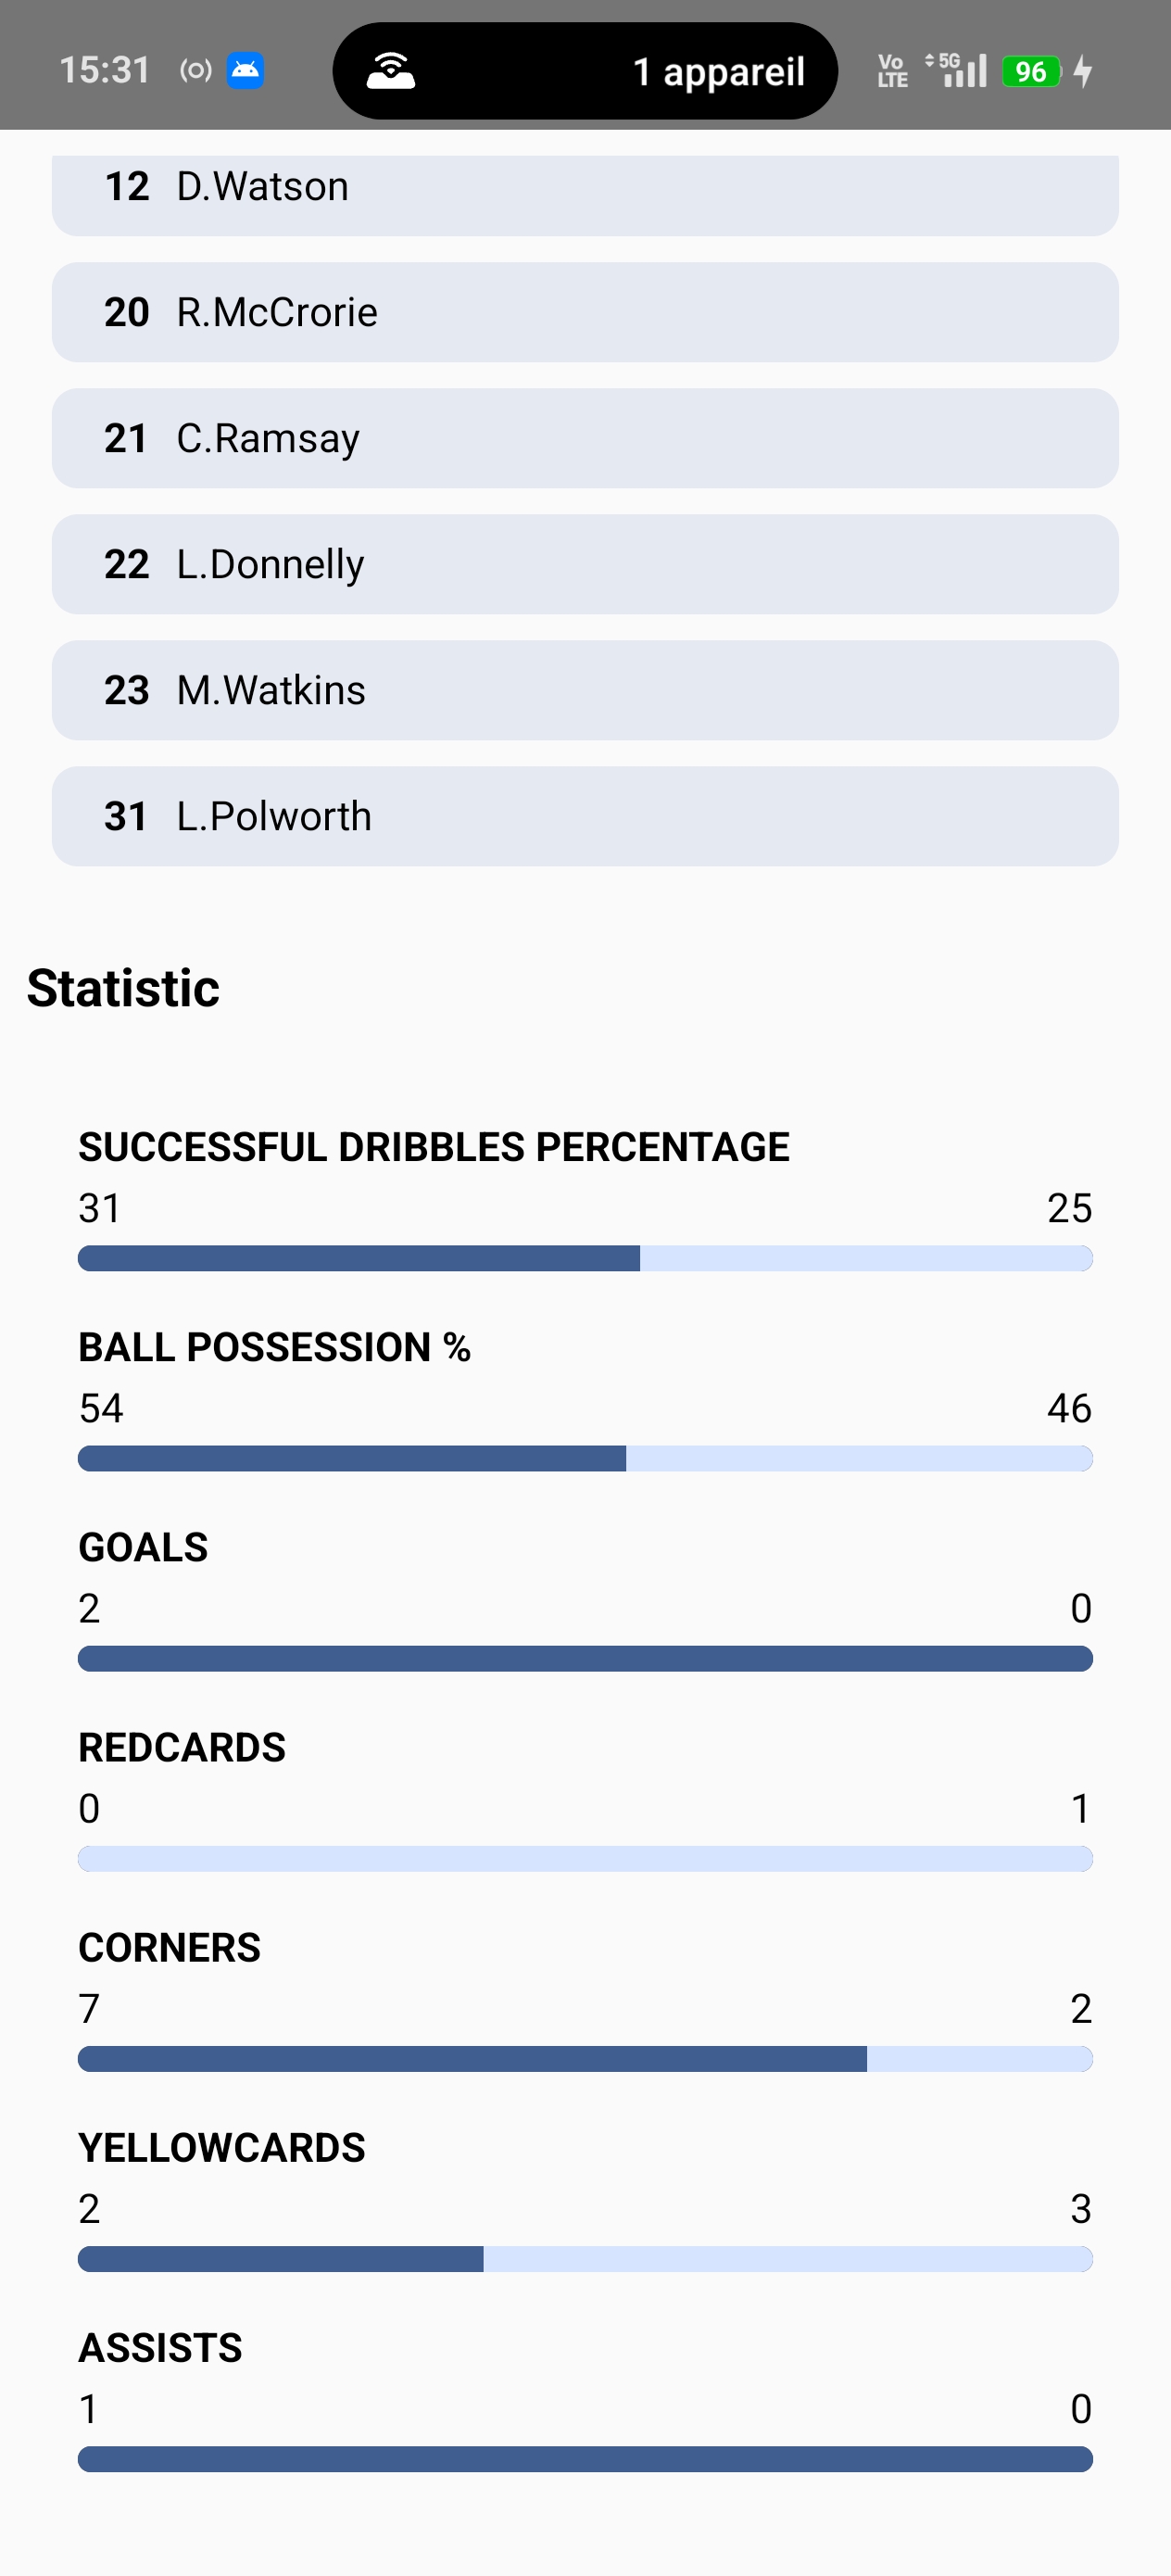 15:31
1 appareil
Vo LTE 5G 96
12 D.Watson
20 R.McCrorie
21 C.Ramsay
22 L.Donnelly
23 M.Watkins
31 L.Polworth
Statistic
SUCCESSFUL DRIBBLES PERCENTAGE
31 25
BALL POSSESSION %
54 46
GOALS
2 0
REDCARDS
0 1
CORNERS
7 2
YELLOWCARDS
2 3
ASSISTS
1 0